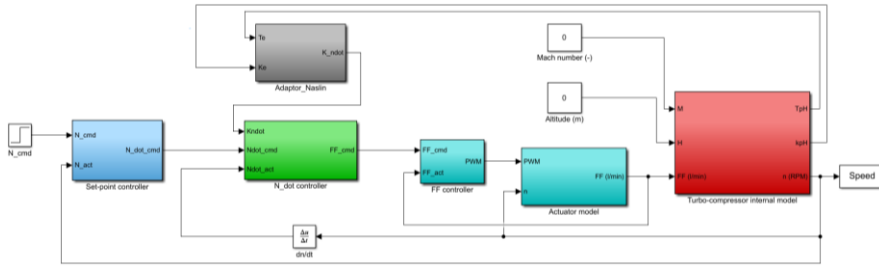 Te
Ke
K_ndot
Adaptor_Naslin
0
Mach number (-)
0
Altitude (m)
N_cmd
N_cmd
N_act
N_dot_cmd
Set-point controller
Kndot
Ndot_cmd
Ndot_act
FF_cmd
N_dot controller
FF_cmd
FF_act
PWM
FF controller
PWM
n
FF (l/min)
Actuator model
M
H
FF (l/min)
TpH
kpH
n (RPM)
Turbo-compressor internal model
Speed
Δu
Δt
dn/dt